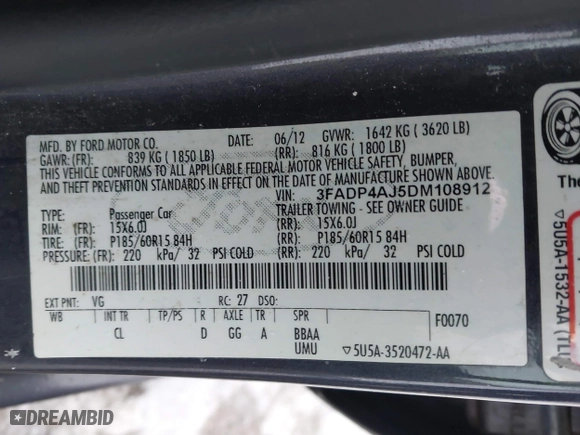 MFD. BY FORD MOTOR CO. DATE: 06/12 GVWR: 1642 KG ( 3620 LB)
GAWR: (FR): 839 KG ( 1850 LB) (RR): 816 KG ( 1800 LB)
THIS VEHICLE CONFORMS TO ALL APPLICABLE FEDERAL MOTOR VEHICLE SAFETY, BUMPER,
AND THEFT PREVENTION STANDARDS IN EFFECT ON THE DATE OF MANUFACTURE SHOWN ABOVE.
VIN: 3FADP4AJ5DM108912
TYPE: Passenger Car TRAILER TOWING - SEE OWNER GUIDE
RIM: (FR): 15X6.0J (RR): 15X6.0J
TIRE: (FR): P185/60R15 84H (RR): P185/60R15 84H
PRESSURE: (FR): 220 kPa/ 32 PSI COLD (RR): 220 kPa/ 32 PSI COLD
EXT PNT: VG RC: 27 DSO:
WB INT TR TP/PS R AXLE TR SPR F0070
CL D GG A BBAA
UMU ▽5U5A-3520472-AA
▽5U5A-1532-AA (TL)
DREAMBID
© DREAMBID.COM